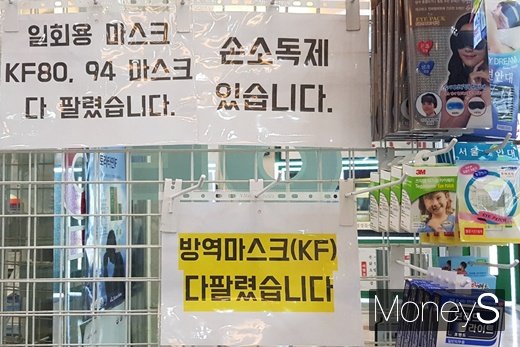 일회용 마스크
KF80, 94 마스크
다 팔렸습니다.
손소독제
있습니다.
방역마스크(KF)
다팔렸습니다
EYE PACK
3M
MoneyS